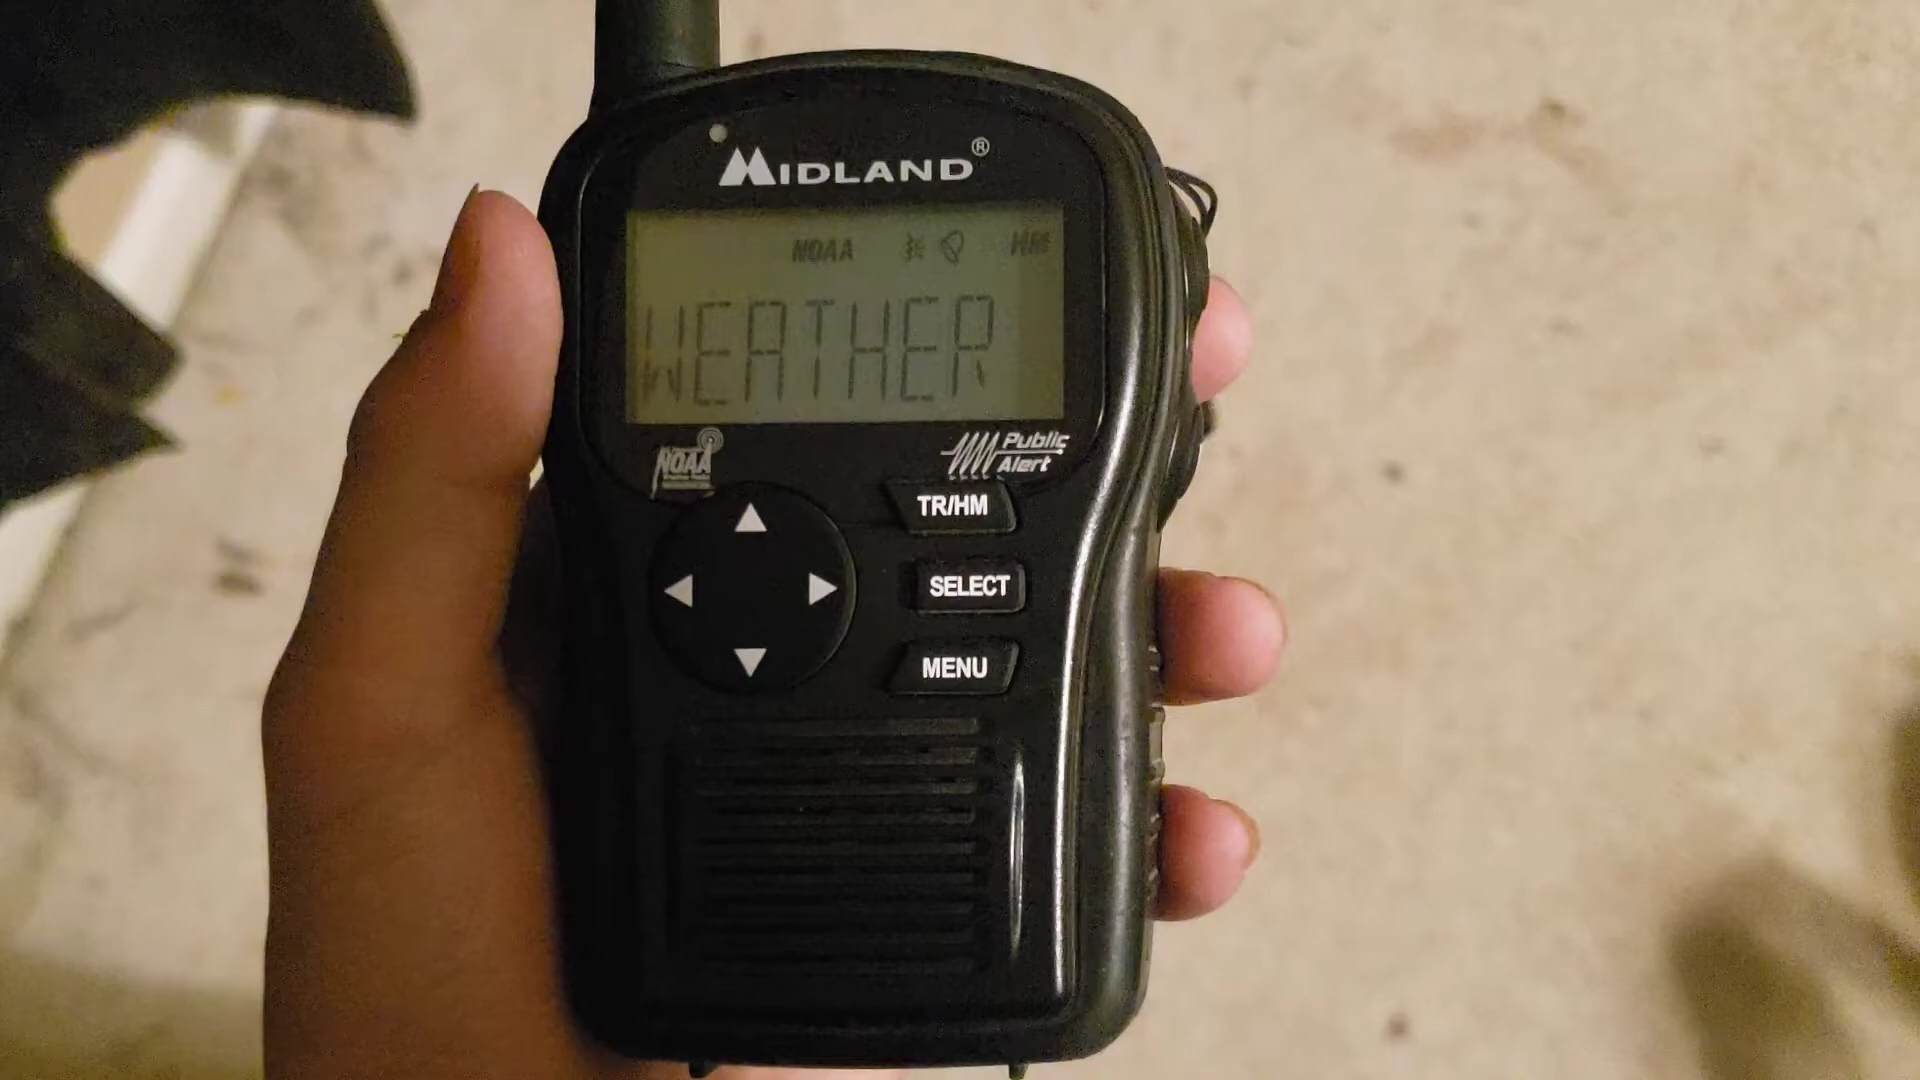 MIDLAND®
NOAA HM
WEATHER
NOAA
Public
Alert
TR/HM
SELECT
MENU